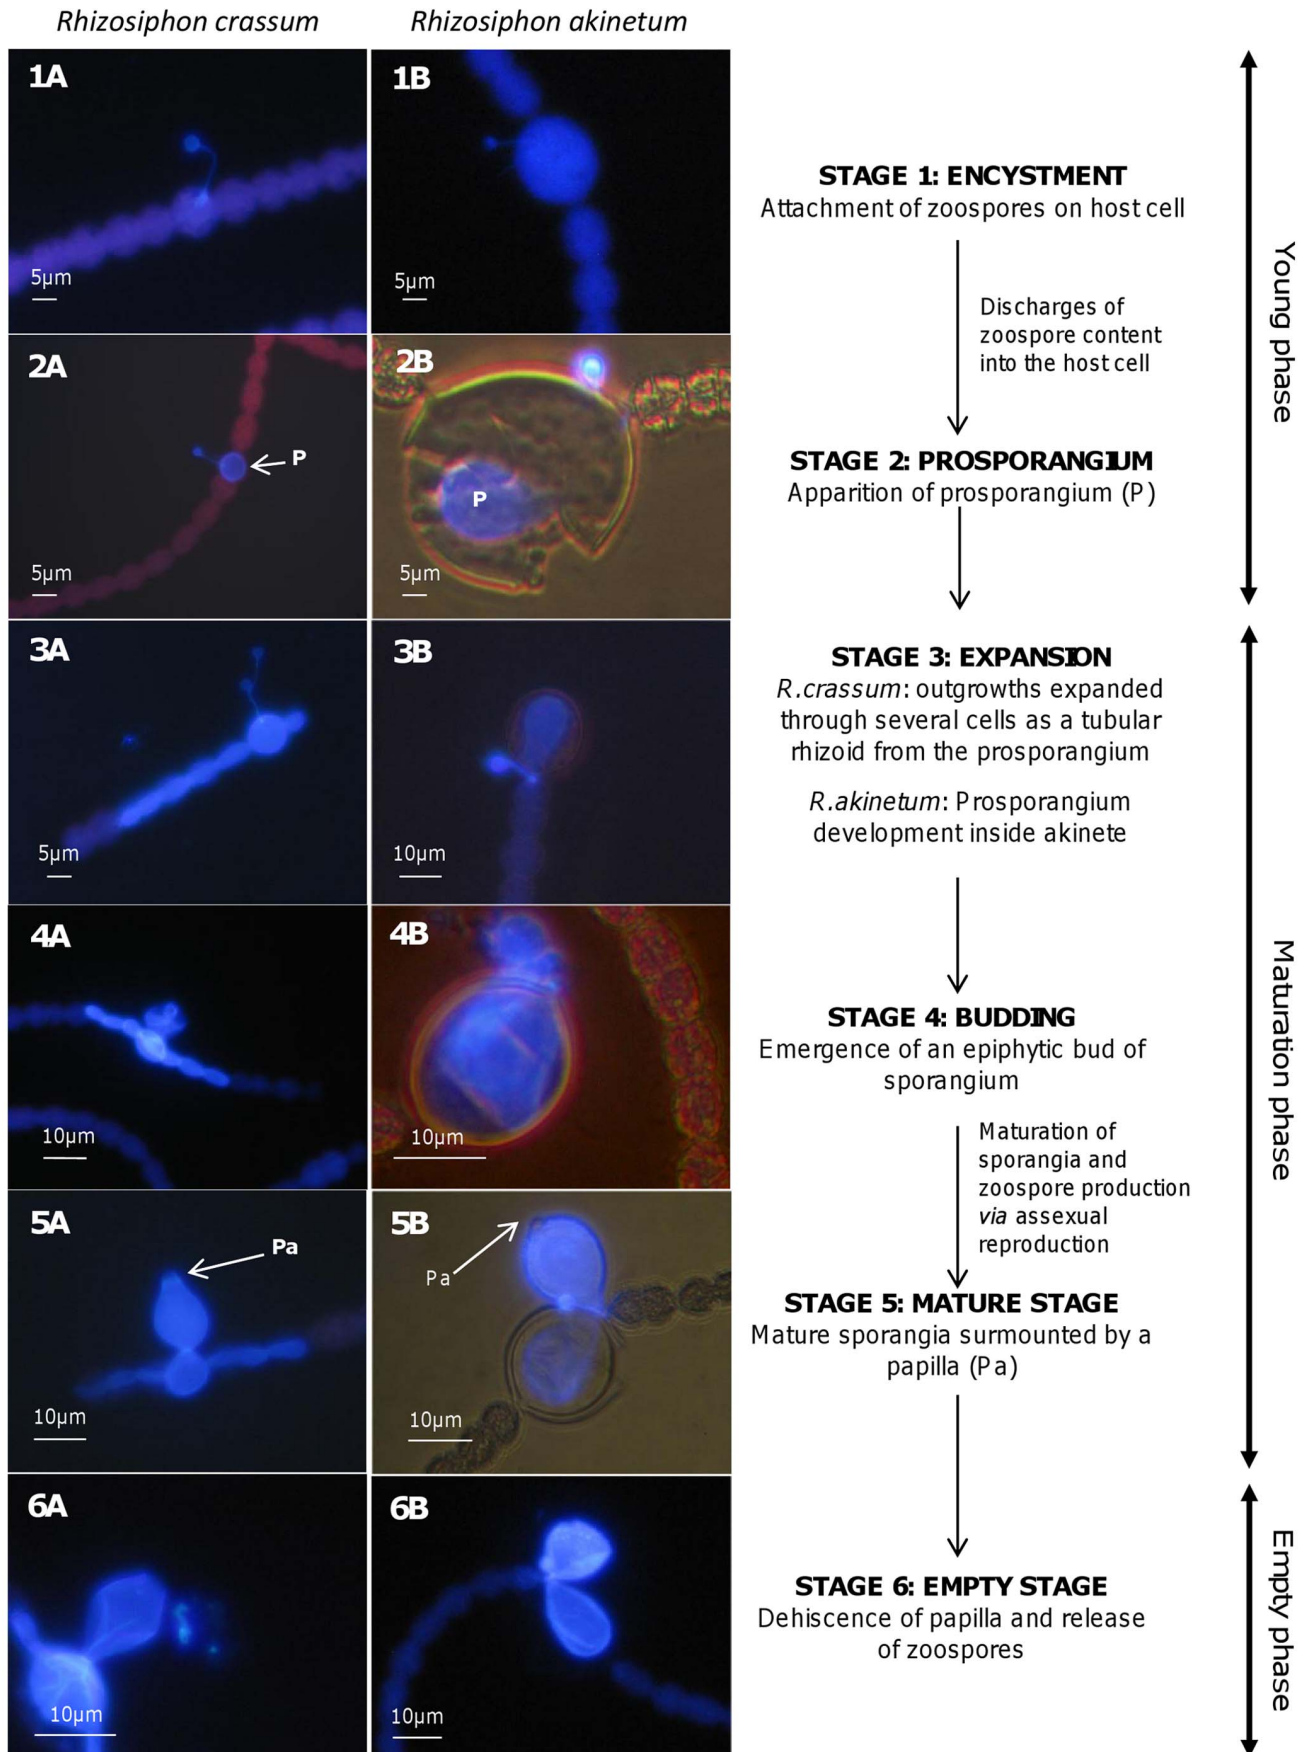 Rhizosiphon crassum
Rhizosiphon akinetum
1A
5µm
1B
5µm
STAGE 1: ENCYSTMENT
Attachment of zoospores on host cell
Discharges of
zoospore content
into the host cell
2A
P
5µm
2B
P
5µm
STAGE 2: PROSPORANGIUM
Apparition of prosporangium (P)
Young phase
3A
5µm
3B
10µm
STAGE 3: EXPANSION
R.crassum: outgrowths expanded
through several cells as a tubular
rhizoid from the prosporangium
R.akinetum: Prosporangium
development inside akinete
4A
10µm
4B
10µm
STAGE 4: BUDDING
Emergence of an epiphytic bud of
sporangium
Maturation of
sporangia and
zoospore production
via assexual
reproduction
5A
Pa
10µm
5B
Pa
10µm
STAGE 5: MATURE STAGE
Mature sporangia surmounted by a
papilla (Pa)
Maturation phase
6A
10µm
6B
10µm
STAGE 6: EMPTY STAGE
Dehiscence of papilla and release
of zoospores
Empty phase